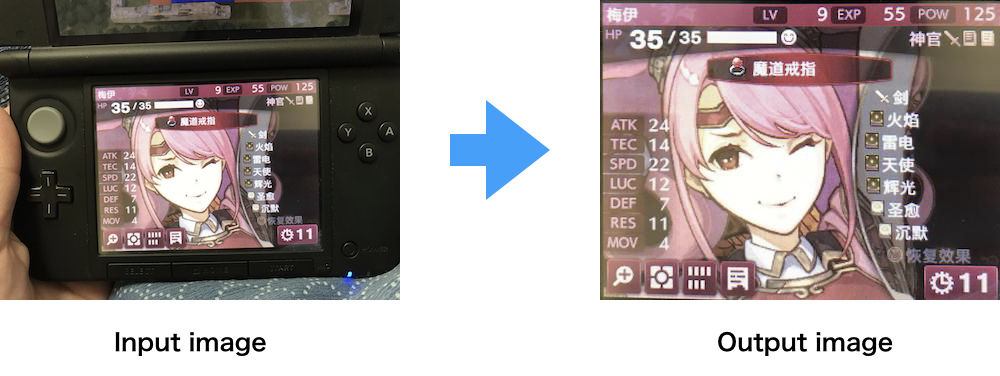 梅伊 LV 9 EXP 55 POW 125
HP 35/35 神官
魔道戒指
剑
火焰
雷电
天使
辉光
圣愈
沉默
恢复效果
ATK 24
TEC 14
SPD 22
LUC 12
DEF 7
RES 11
MOV 4
11
X
Y A
B
SELECT HOME START
Input image
梅伊 LV 9 EXP 55 POW 125
HP 35/35 神官
魔道戒指
剑
火焰
雷电
天使
辉光
圣愈
沉默
恢复效果
ATK 24
TEC 14
SPD 22
LUC 12
DEF 7
RES 11
MOV 4
11
Output image